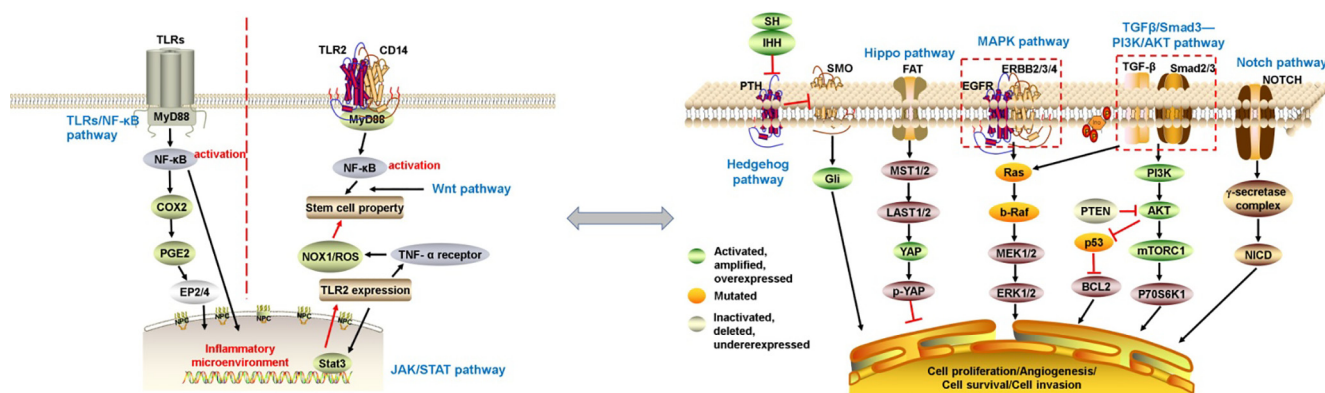 TLRs
MyD88
TLRs/NF-κB
pathway
NF-κB
activation
COX2
PGE2
EP2/4
TLR2
CD14
MyD88
NF-κB
activation
Wnt pathway
Stem cell property
NOX1/ROS
TNF- α receptor
TLR2 expression
NPC
NPC
NPC
NPC
NPC
Inflammatory
microenvironment
Stat3
JAK/STAT pathway
SH
IHH
PTH
SMO
Hedgehog
pathway
Gli
Hippo pathway
FAT
MST1/2
LAST1/2
YAP
p-YAP
MAPK pathway
EGFR
ERBB2/3/4
Ras
b-Raf
MEK1/2
ERK1/2
TGFβ/Smad3—
PI3K/AKT pathway
TGF-β
Smad2/3
PI3K
PTEN
AKT
p53
mTORC1
BCL2
P70S6K1
Notch pathway
NOTCH
γ-secretase
complex
NICD
Activated,
amplified,
overexpressed
Mutated
Inactivated,
deleted,
undererexpressed
Cell proliferation/Angiogenesis/
Cell survival/Cell invasion